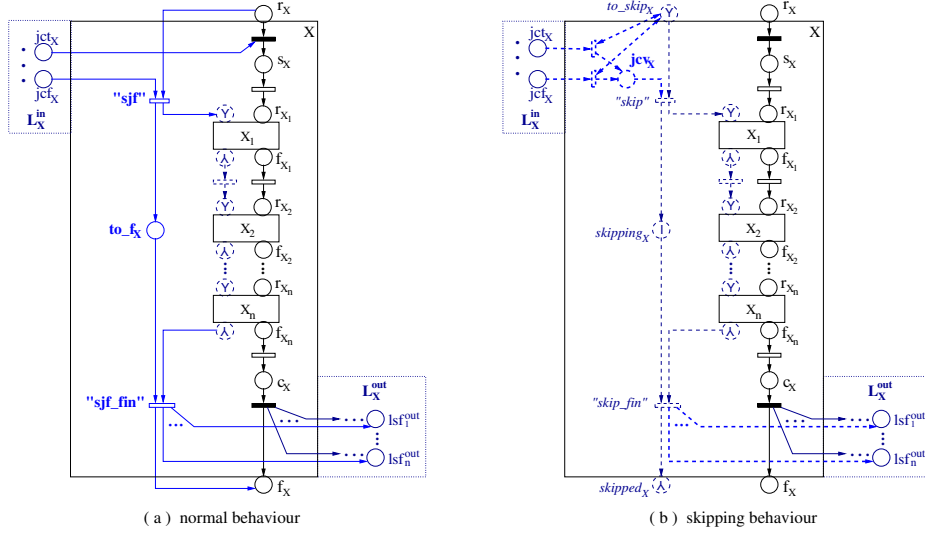 r_X
X
jct_X
jcf_X
L_X^in
s_X
"sjf"
r_X1
X_1
f_X1
r_X2
to_f_X
X_2
f_X2
r_Xn
X_n
f_Xn
c_X
L_X^out
"sjf_fin"
lsf_1^out
lsf_n^out
f_X
( a ) normal behaviour
to_skip_X
r_X
X
jct_X
jcv_X
jcf_X
L_X^in
s_X
"skip"
r_X1
X_1
f_X1
r_X2
skipping_X
X_2
f_X2
r_Xn
X_n
f_Xn
c_X
L_X^out
"skip_fin"
lsf_1^out
lsf_n^out
skipped_X
f_X
( b ) skipping behaviour